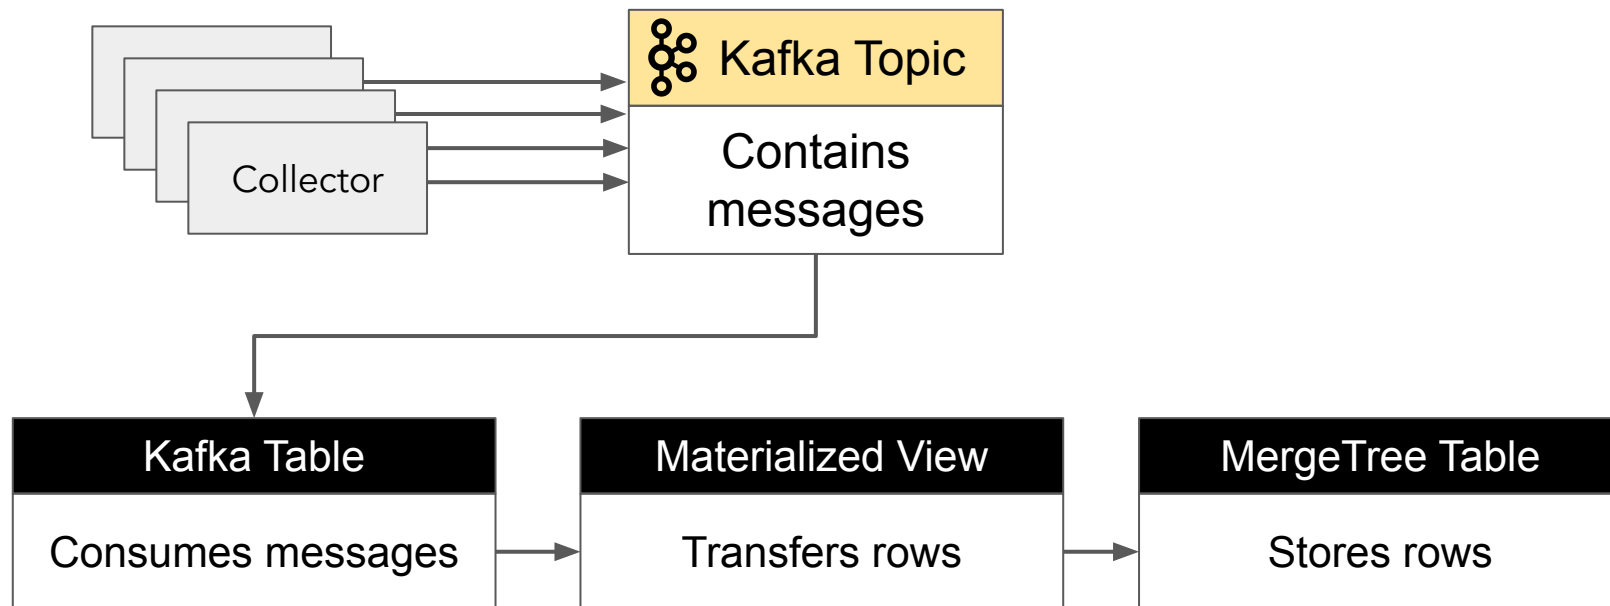 Kafka Topic
Collector
Contains
messages
Kafka Table
Materialized View
MergeTree Table
Consumes messages
Transfers rows
Stores rows